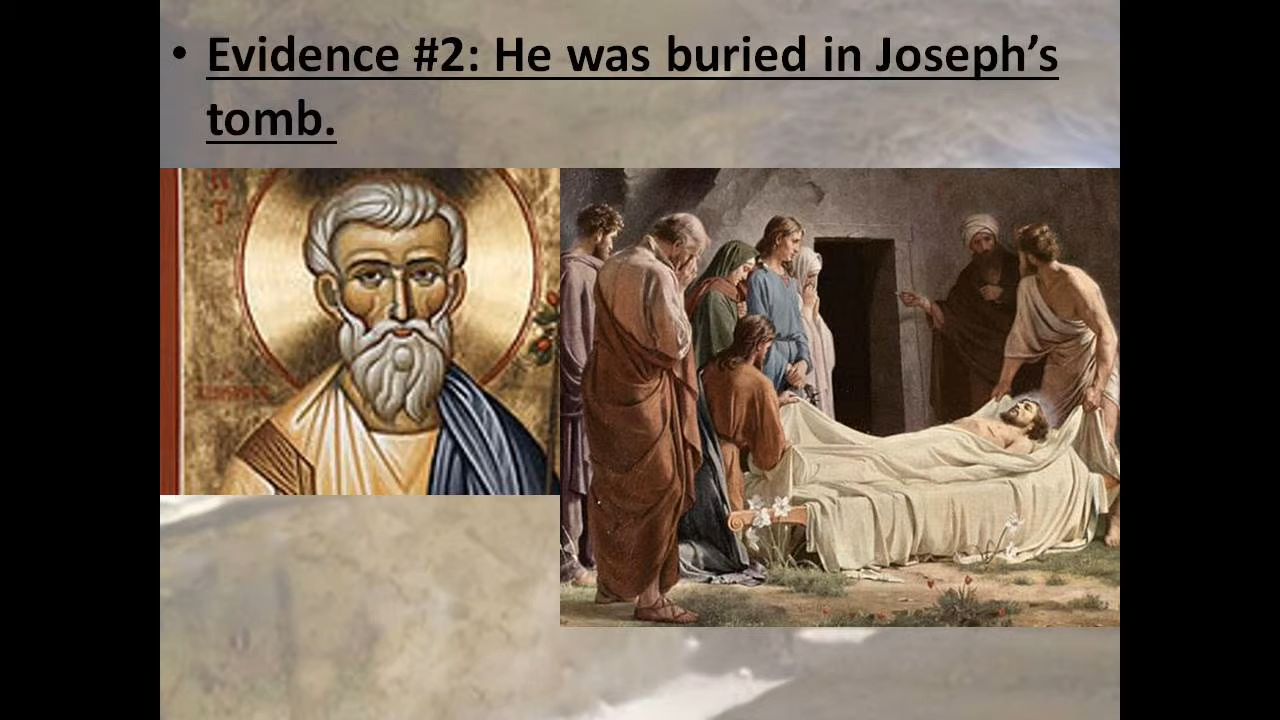 • Evidence #2: He was buried in Joseph’s
tomb.